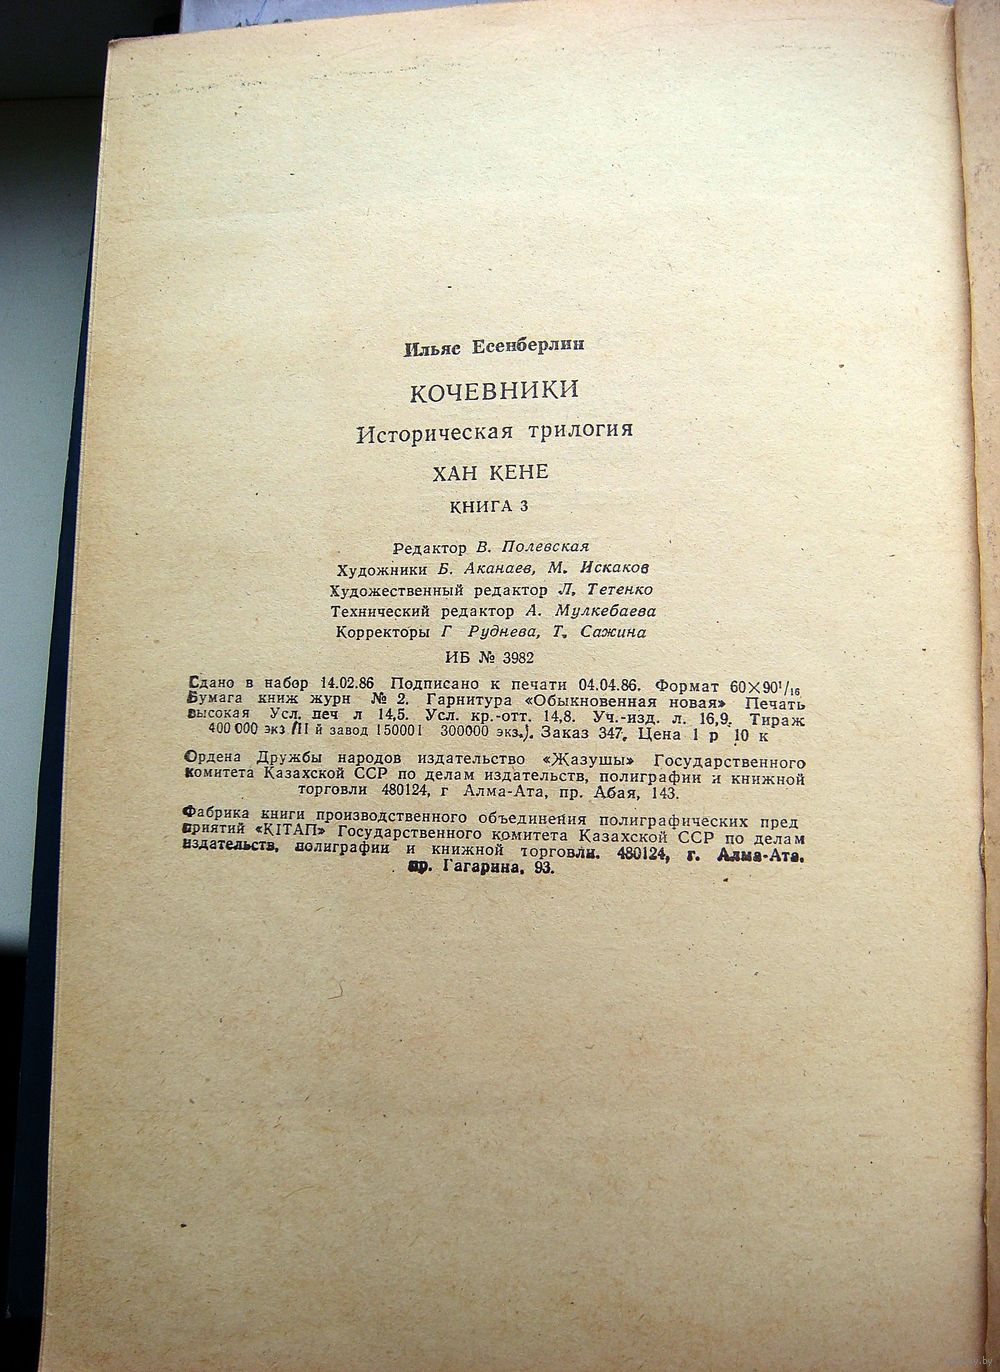 Ильяс Есенберлин
КОЧЕВНИКИ
Историческая трилогия
ХАН КЕНЕ
КНИГА 3
Редактор В. Полевская
Художники Б. Аканаев, М. Искаков
Художественный редактор Л. Тетенко
Технический редактор А. Мулкебаева
Корректоры Г Руднева, Т. Сажина
ИБ № 3982
Сдано в набор 14.02.86 Подписано к печати 04.04.86. Формат 60×90¹/₁₆
Бумага книж журн № 2. Гарнитура «Обыкновенная новая» Печать
высокая Усл. печ л 14,5. Усл. кр.-отт. 14,8. Уч.-изд. л. 16,9. Тираж
400 000 экз (II й завод 150001 300000 экз.). Заказ 347. Цена 1 р 10 к
Ордена Дружбы народов издательство «Жазушы» Государственного
комитета Казахской ССР по делам издательств, полиграфии и книжной
торговли 480124, г Алма-Ата, пр. Абая, 143.
Фабрика книги производственного объединения полиграфических пред
приятий «КІТАП» Государственного комитета Казахской ССР по делам
издательств, полиграфии и книжной торговли. 480124, г. Алма-Ата.
пр. Гагарина, 93.